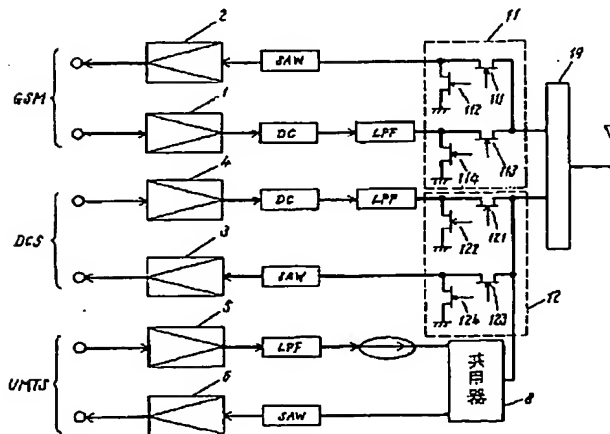 2
11
SAW
112
111
19
GSM
1
DC
LPF
114
113
4
DC
LPF
122
121
DCS
3
SAW
124
123
12
5
LPF
UMTS
6
SAW
共用器
8